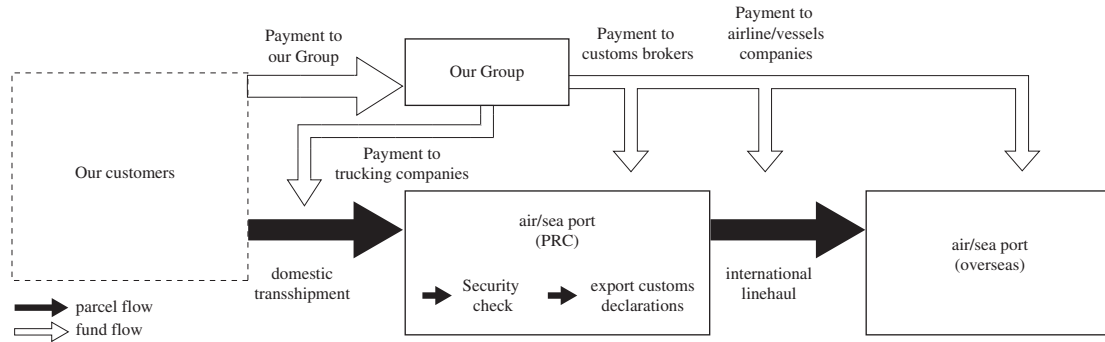 Payment to
our Group
Our Group
Payment to
customs brokers
Payment to
airline/vessels
companies
Our customers
Payment to
trucking companies
domestic
transshipment
air/sea port
(PRC)
Security
check
export customs
declarations
international
linehaul
air/sea port
(overseas)
parcel flow
fund flow